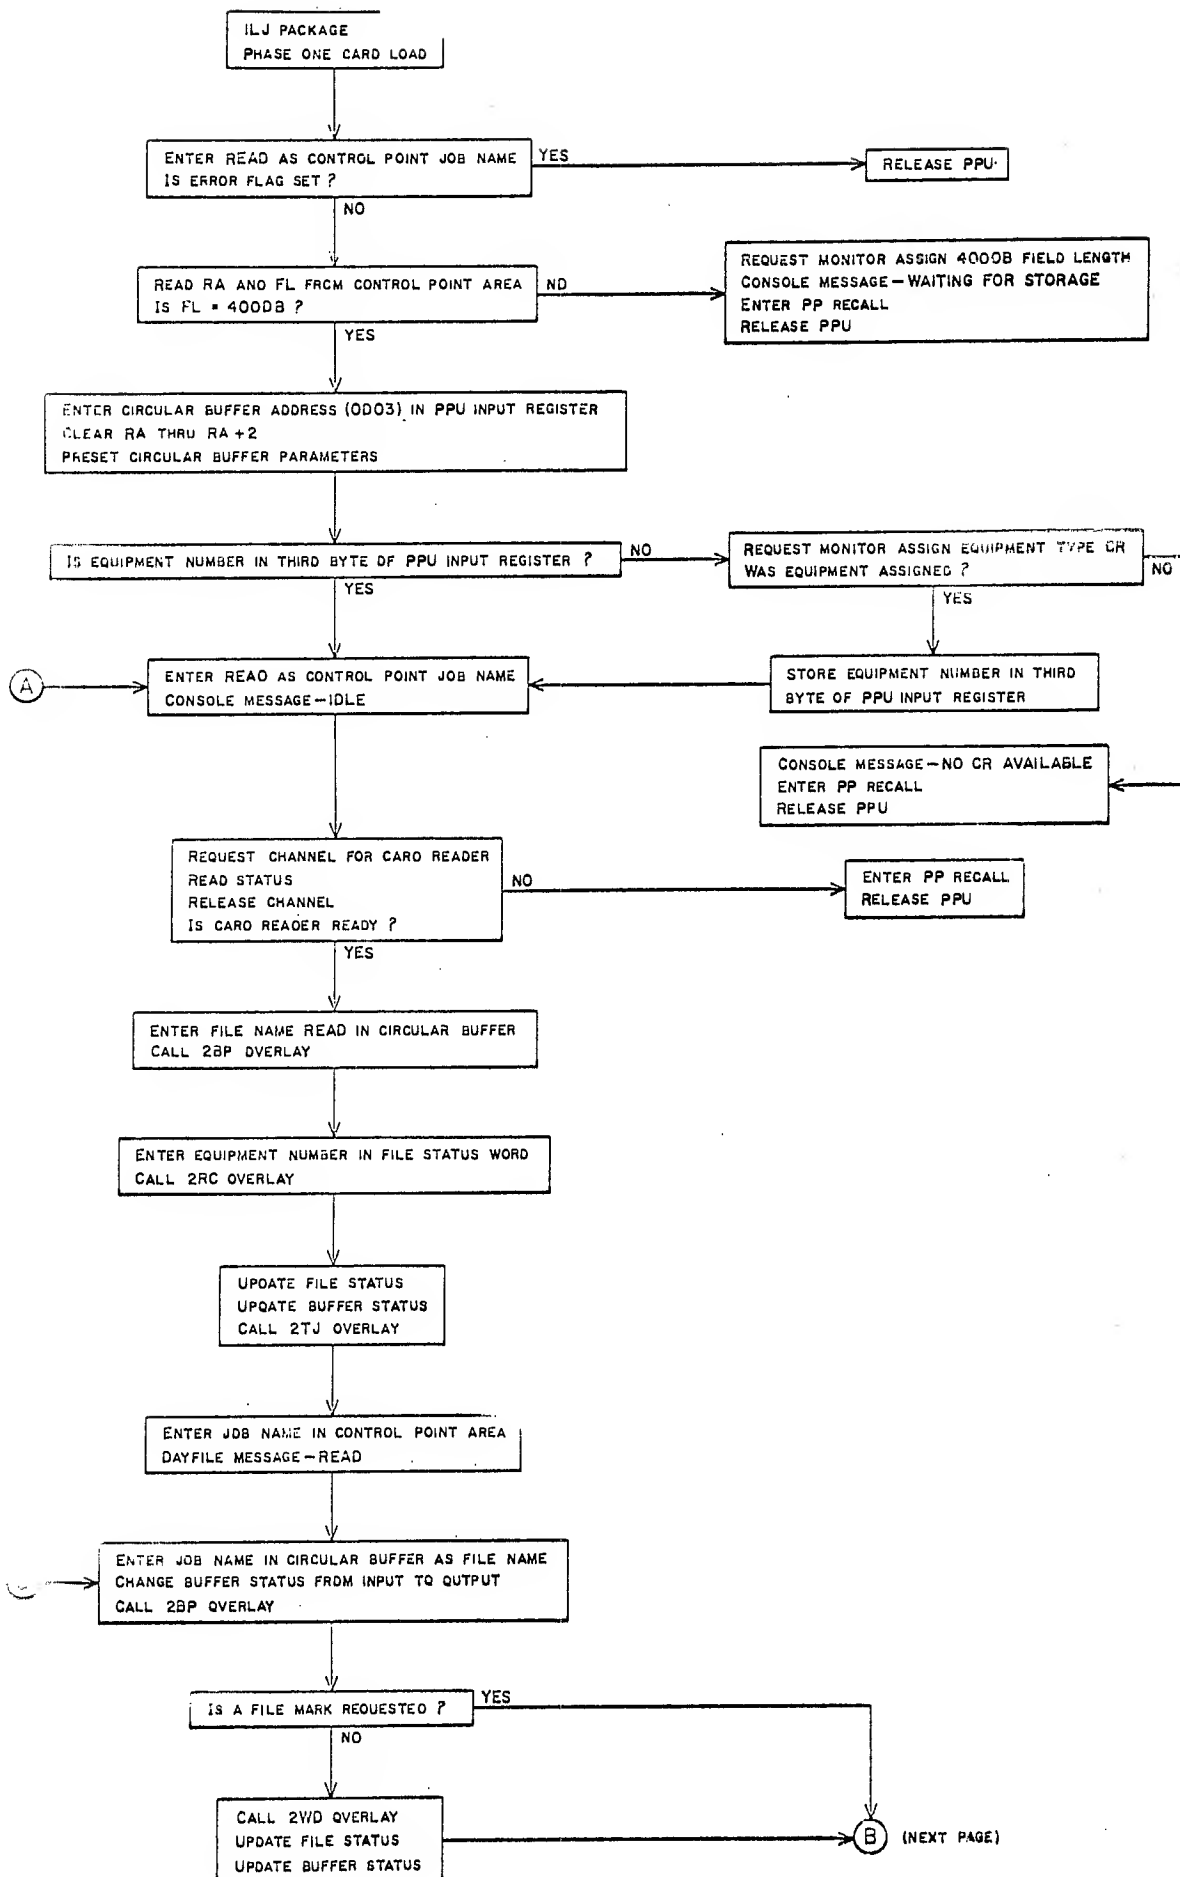 ILJ PACKAGE
PHASE ONE CARD LOAD
ENTER READ AS CONTROL POINT JOB NAME
IS ERROR FLAG SET ?
YES
RELEASE PPU
NO
READ RA AND FL FROM CONTROL POINT AREA
IS FL = 4000B ?
NO
REQUEST MONITOR ASSIGN 4000B FIELD LENGTH
CONSOLE MESSAGE—WAITING FOR STORAGE
ENTER PP RECALL
RELEASE PPU
YES
ENTER CIRCULAR BUFFER ADDRESS (0003) IN PPU INPUT REGISTER
CLEAR RA THRU RA+2
PRESET CIRCULAR BUFFER PARAMETERS
IS EQUIPMENT NUMBER IN THIRD BYTE OF PPU INPUT REGISTER ?
NO
REQUEST MONITOR ASSIGN EQUIPMENT TYPE CR
WAS EQUIPMENT ASSIGNED ?
NO
YES
YES
A
ENTER READ AS CONTROL POINT JOB NAME
CONSOLE MESSAGE—IDLE
STORE EQUIPMENT NUMBER IN THIRD
BYTE OF PPU INPUT REGISTER
CONSOLE MESSAGE—NO CR AVAILABLE
ENTER PP RECALL
RELEASE PPU
REQUEST CHANNEL FOR CARD READER
READ STATUS
RELEASE CHANNEL
IS CARD READER READY ?
NO
ENTER PP RECALL
RELEASE PPU
YES
ENTER FILE NAME READ IN CIRCULAR BUFFER
CALL 2BP OVERLAY
ENTER EQUIPMENT NUMBER IN FILE STATUS WORD
CALL 2RC OVERLAY
UPDATE FILE STATUS
UPDATE BUFFER STATUS
CALL 2TJ OVERLAY
ENTER JOB NAME IN CONTROL POINT AREA
DAYFILE MESSAGE—READ
ENTER JOB NAME IN CIRCULAR BUFFER AS FILE NAME
CHANGE BUFFER STATUS FROM INPUT TO OUTPUT
CALL 2BP OVERLAY
IS A FILE MARK REQUESTED ?
YES
NO
CALL 2WD OVERLAY
UPDATE FILE STATUS
UPDATE BUFFER STATUS
B (NEXT PAGE)